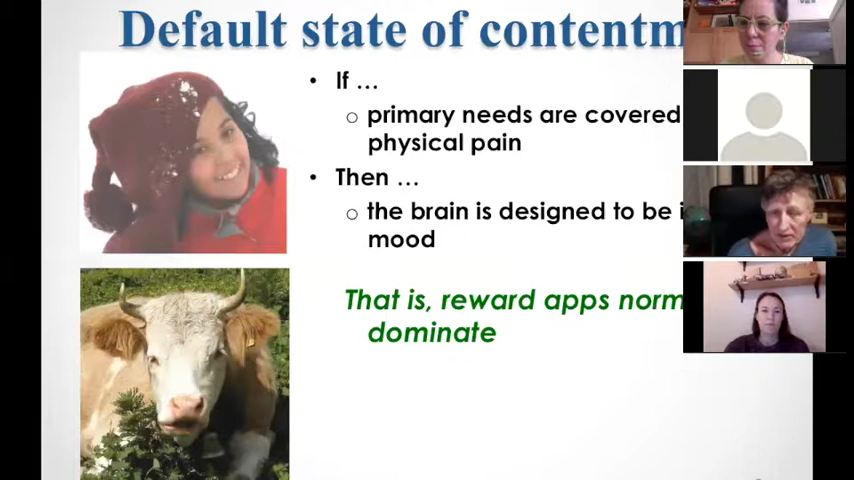 Default state of contentm
• If ...
o primary needs are covered
physical pain
• Then ...
o the brain is designed to be i
mood
That is, reward apps norm
dominate